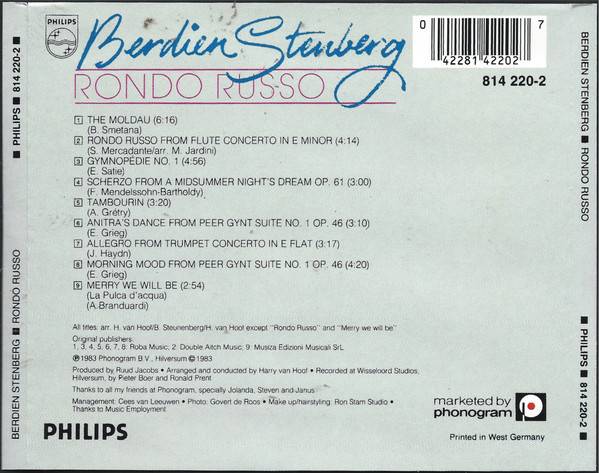 PHILIPS
Berdien Stenberg
RONDO RUSSO
0 42281 42202 7
814 220-2
1 THE MOLDAU (6:16)
(B. Smetana)
2 RONDO RUSSO FROM FLUTE CONCERTO IN E MINOR (4:14)
(S. Mercadante/arr. M. Jardini)
3 GYMNOPÉDIE NO. 1 (4:56)
(E. Satie)
4 SCHERZO FROM A MIDSUMMER NIGHT'S DREAM OP. 61 (3:00)
(F. Mendelssohn-Bartholdy)
5 TAMBOURIN (3:20)
(A. Grétry)
6 ANITRA'S DANCE FROM PEER GYNT SUITE NO. 1 OP. 46 (3:10)
(E. Grieg)
7 ALLEGRO FROM TRUMPET CONCERTO IN E FLAT (3:17)
(J. Haydn)
8 MORNING MOOD FROM PEER GYNT SUITE NO. 1 OP. 46 (4:20)
(E. Grieg)
9 MERRY WE WILL BE (2:54)
(La Pulca d'acqua)
(A.Branduardi)
All titles: arr. H. van Hoof/B. Steunenberg/H. van Hoof except "Rondo Russo" and "Merry we will be"
Original publishers:
1, 3, 4, 5, 6, 7, 8: Roba Music; 2: Double Aitch Music; 9: Musiza Edizioni Musicali SrL
℗ 1983 Phonogram B.V., Hilversum © 1983
Produced by Ruud Jacobs • Arranged and conducted by Harry van Hoof • Recorded at Wisseloord Studios,
Hilversum, by Pieter Boer and Ronald Prent
Thanks to all my friends at Phonogram, specially Jolanda, Steven and Janus
Management: Cees van Leeuwen • Photo: Govert de Roos • Make up/hairstyling: Ron Stam Studio •
Thanks to Music Employment
PHILIPS
marketed by
phonogram
Printed in West Germany
BERDIEN STENBERG ■ RONDO RUSSO ■ PHILIPS ■ 814 220-2
BERDIEN STENBERG ■ RONDO RUSSO ■ PHILIPS ■ 814 220-2